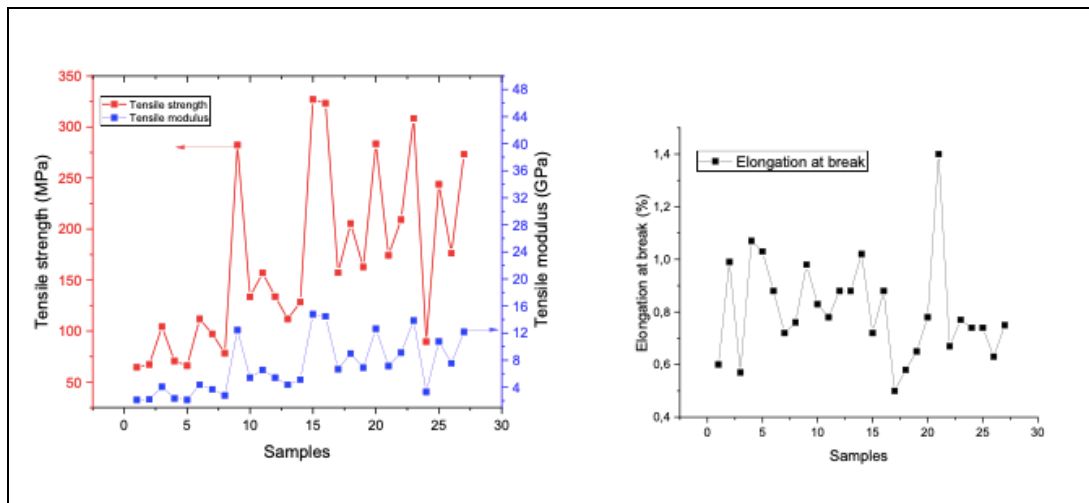 350
300
250
200
150
100
50
Tensile strength (MPa)
Tensile strength
Tensile modulus
48
44
40
36
32
28
24
20
16
12
8
4
Tensile modulus (GPa)
0 5 10 15 20 25 30
Samples
1,4
1,2
1,0
0,8
0,6
0,4
Elongation at break (%)
Elongation at break
0 5 10 15 20 25 30
Samples